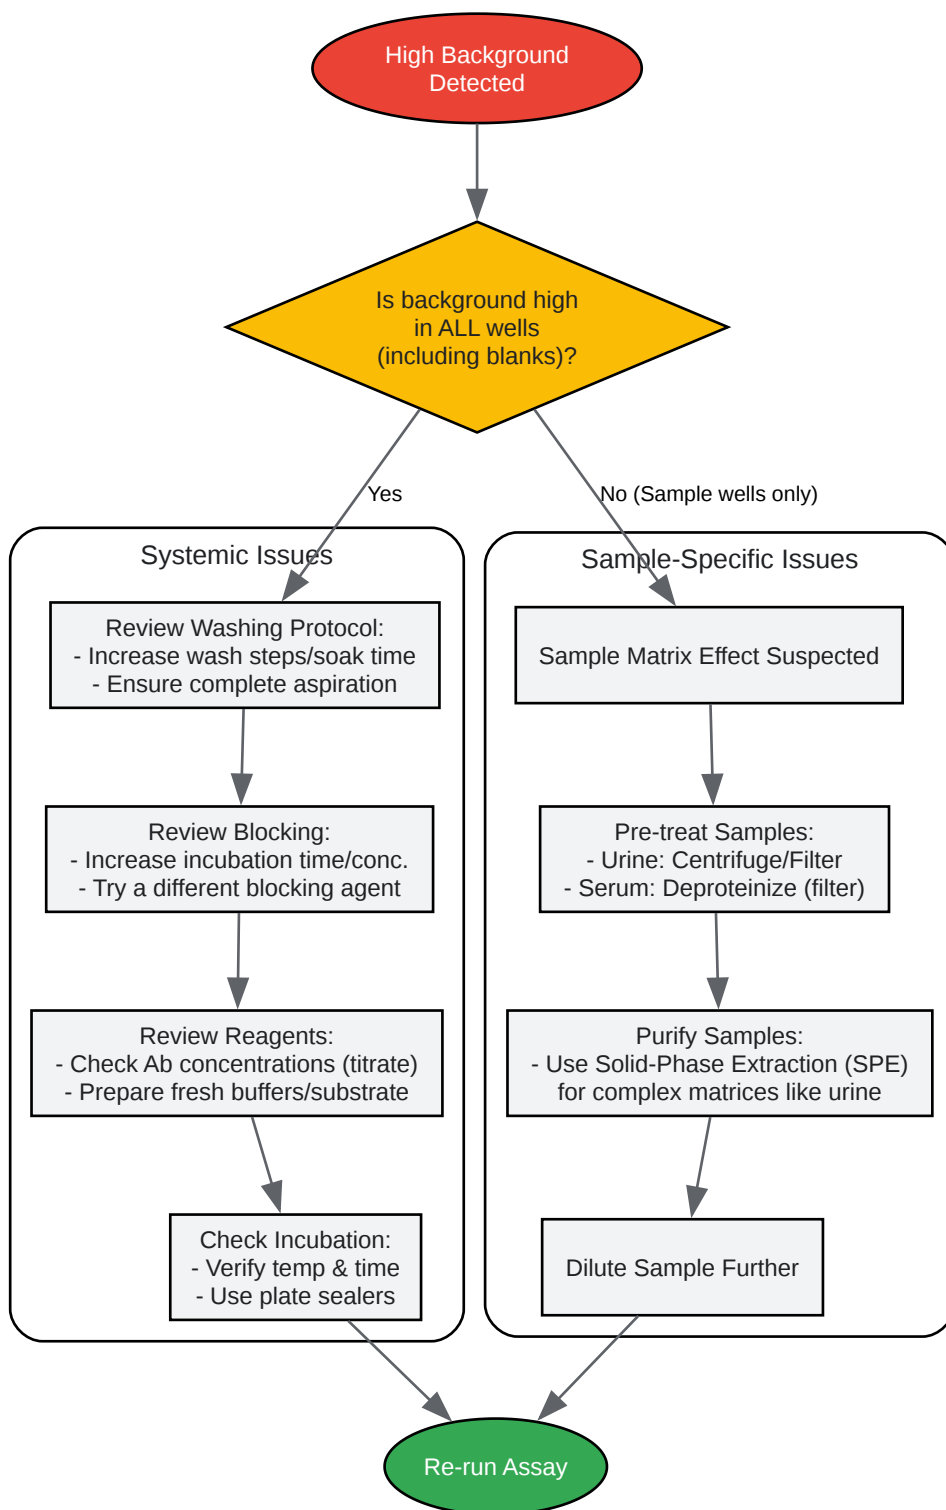 High Background
Detected
Is background high
in ALL wells
(including blanks)?
Yes
No (Sample wells only)
Systemic Issues
Review Washing Protocol:
- Increase wash steps/soak time
- Ensure complete aspiration
Review Blocking:
- Increase incubation time/conc.
- Try a different blocking agent
Review Reagents:
- Check Ab concentrations (titrate)
- Prepare fresh buffers/substrate
Check Incubation:
- Verify temp & time
- Use plate sealers
Sample-Specific Issues
Sample Matrix Effect Suspected
Pre-treat Samples:
- Urine: Centrifuge/Filter
- Serum: Deproteinize (filter)
Purify Samples:
- Use Solid-Phase Extraction (SPE)
for complex matrices like urine
Dilute Sample Further
Re-run Assay